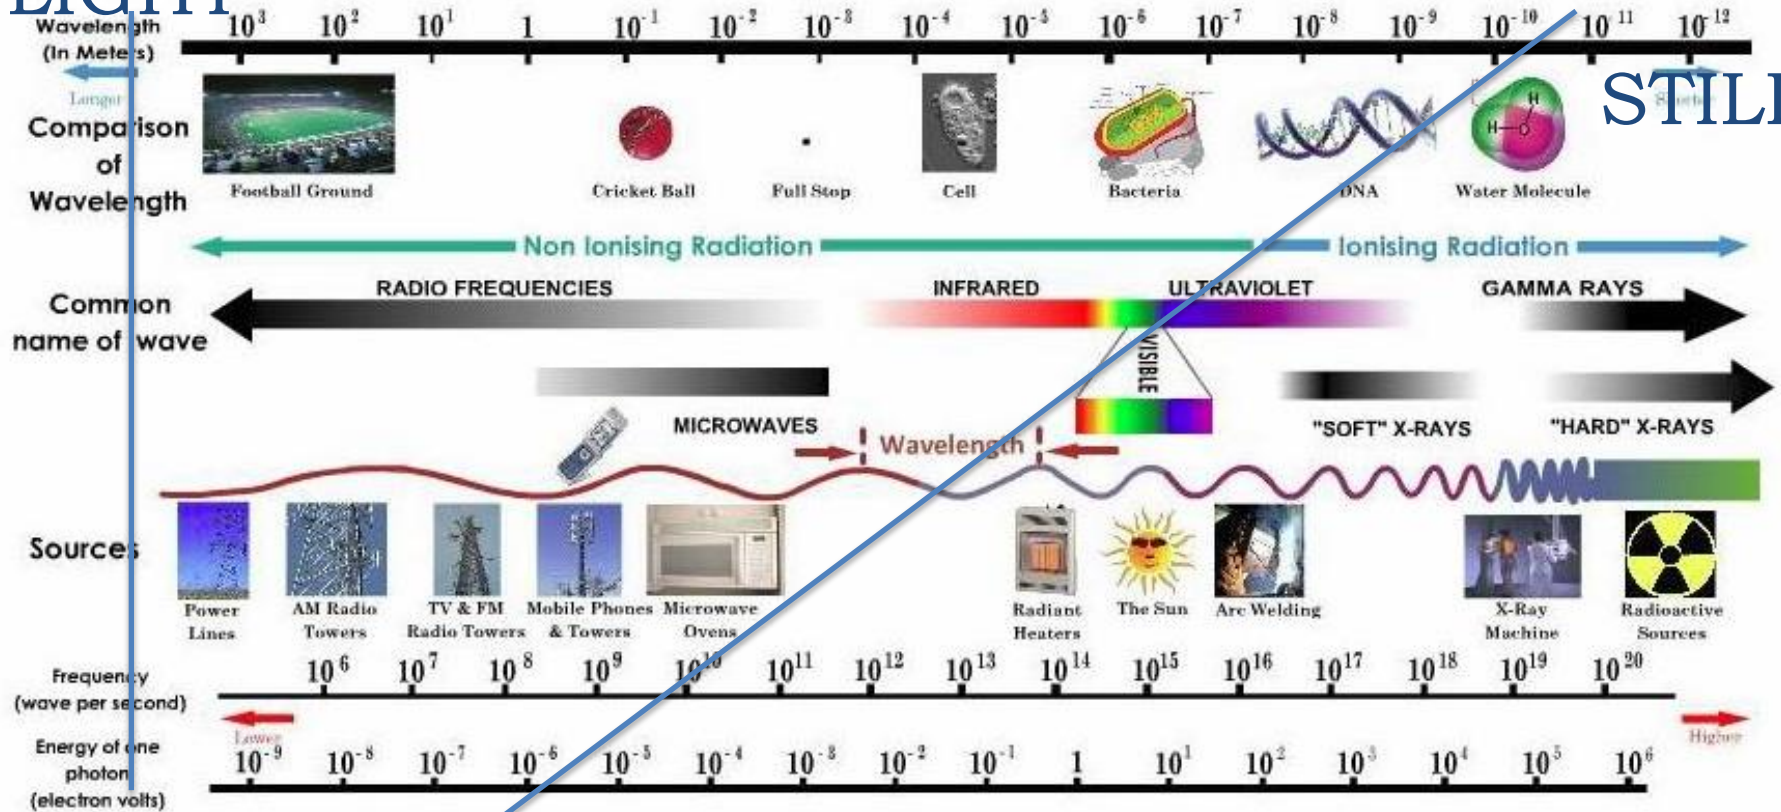 LIGHT
Wavelength
(In Meters)
10³ 10² 10¹ 1 10⁻¹ 10⁻² 10⁻³ 10⁻⁴ 10⁻⁵ 10⁻⁶ 10⁻⁷ 10⁻⁸ 10⁻⁹ 10⁻¹⁰ 10⁻¹¹ 10⁻¹²
Longer
Shorter
STILL
Comparison
of
Wavelength
Football Ground Cricket Ball Full Stop Cell Bacteria DNA Water Molecule
H
H O
Non Ionising Radiation Ionising Radiation
Common
name of wave
RADIO FREQUENCIES INFRARED ULTRAVIOLET GAMMA RAYS
VISIBLE
MICROWAVES "SOFT" X-RAYS "HARD" X-RAYS
Wavelength
Sources
Power
Lines
AM Radio
Towers
TV & FM
Radio Towers
Mobile Phones
& Towers
Microwave
Ovens
Radiant
Heaters
The Sun
Arc Welding
X-Ray
Machine
Radioactive
Sources
Frequency
(wave per second)
10⁶ 10⁷ 10⁸ 10⁹ 10¹⁰ 10¹¹ 10¹² 10¹³ 10¹⁴ 10¹⁵ 10¹⁶ 10¹⁷ 10¹⁸ 10¹⁹ 10²⁰
Lower
Higher
Energy of one
photon
(electron volts)
10⁻⁹ 10⁻⁸ 10⁻⁷ 10⁻⁶ 10⁻⁵ 10⁻⁴ 10⁻³ 10⁻² 10⁻¹ 1 10¹ 10² 10³ 10⁴ 10⁵ 10⁶